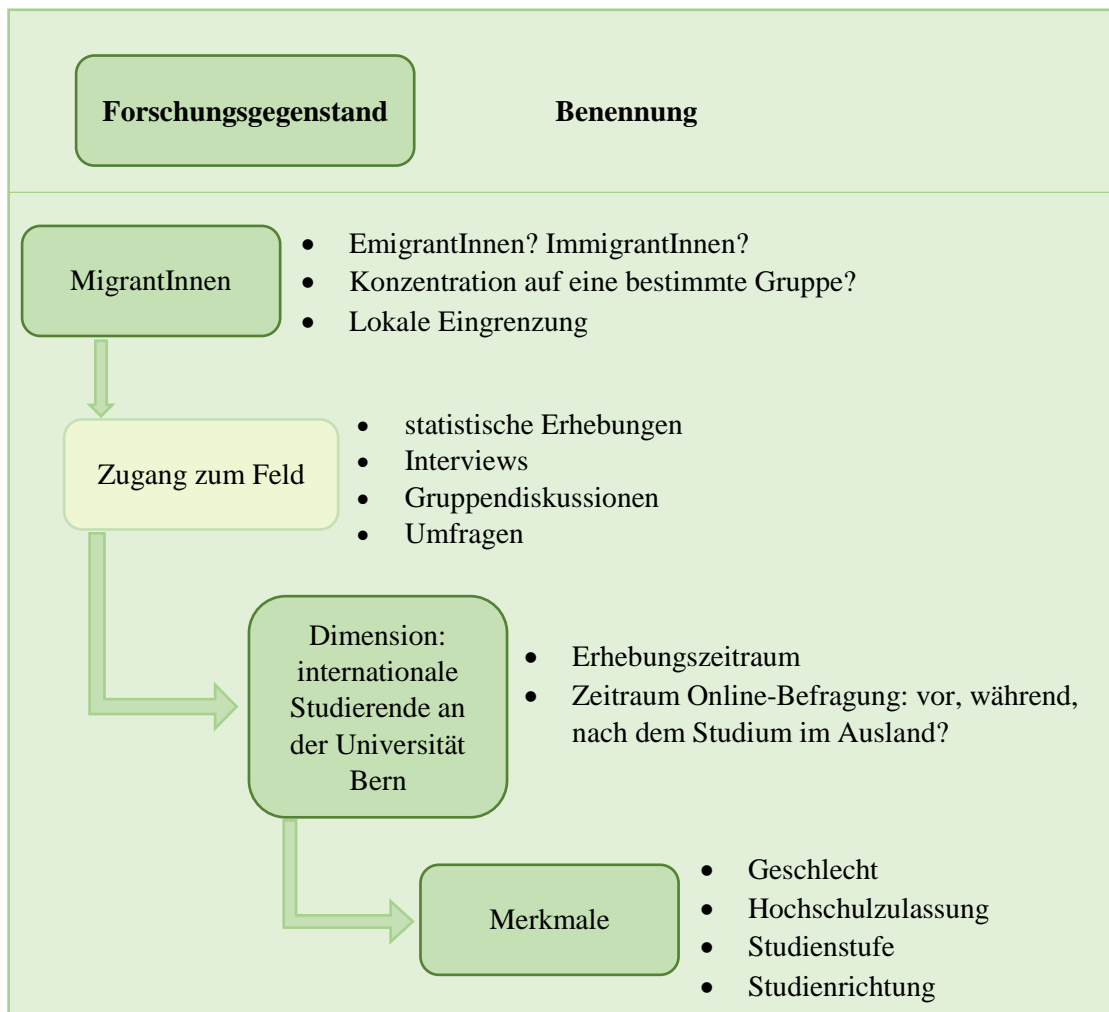 Forschungsgegenstand Benennung
MigrantInnen
• EmigrantInnen? ImmigrantInnen?
• Konzentration auf eine bestimmte Gruppe?
• Lokale Eingrenzung
Zugang zum Feld
• statistische Erhebungen
• Interviews
• Gruppendiskussionen
• Umfragen
Dimension:
internationale
Studierende an
der Universität
Bern
• Erhebungszeitraum
• Zeitraum Online-Befragung: vor, während,
nach dem Studium im Ausland?
Merkmale
• Geschlecht
• Hochschulzulassung
• Studienstufe
• Studienrichtung